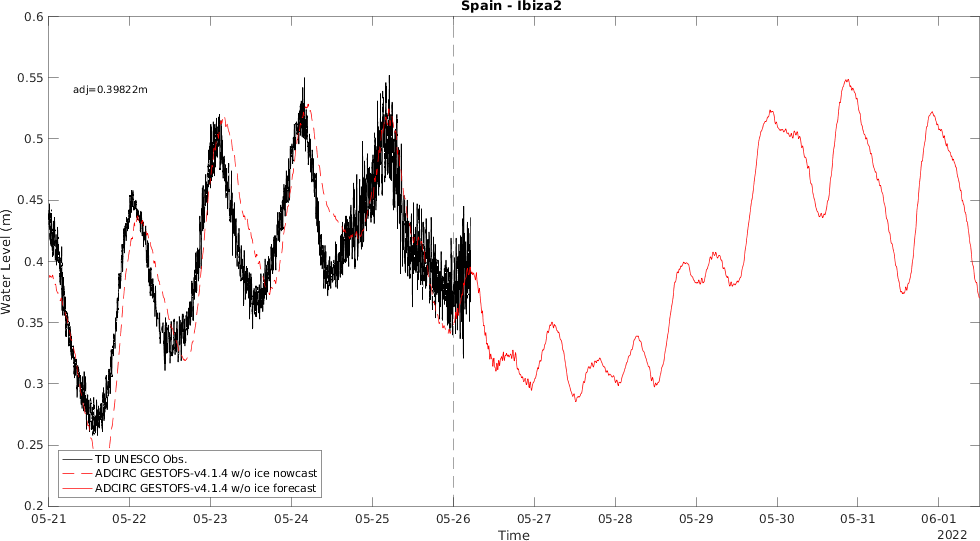 Spain - Ibiza2
0.6
0.55
0.5
0.45
0.4
0.35
0.3
0.25
0.2
Water Level (m)
adj=0.39822m
TD UNESCO Obs.
ADCIRC GESTOFS-v4.1.4 w/o ice nowcast
ADCIRC GESTOFS-v4.1.4 w/o ice forecast
05-21 05-22 05-23 05-24 05-25 05-26 05-27 05-28 05-29 05-30 05-31 06-01
2022
Time